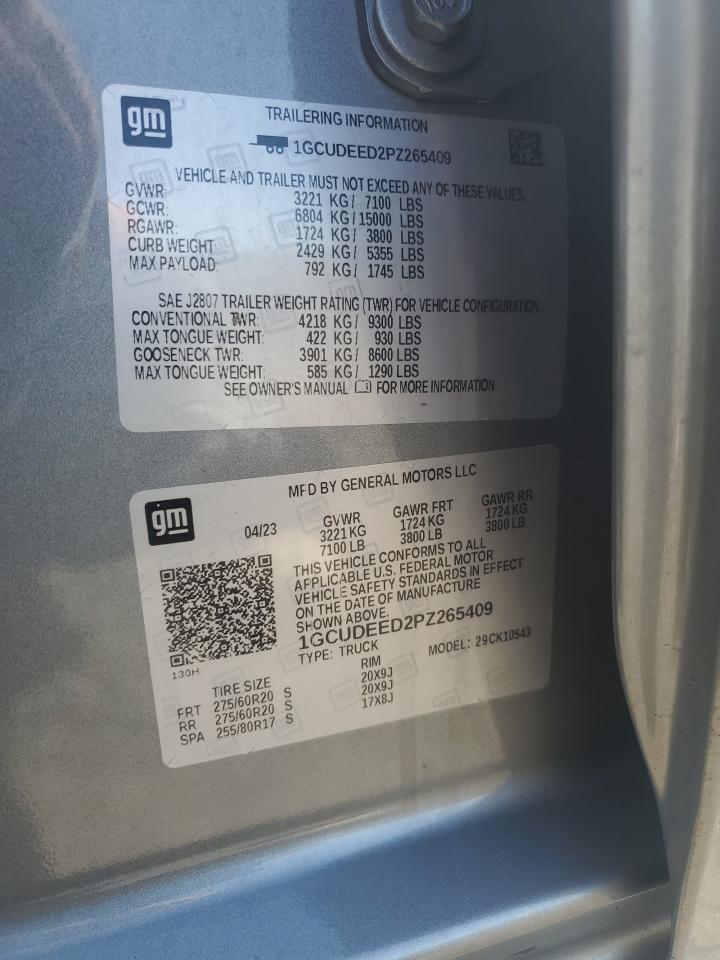 gm
TRAILERING INFORMATION
1GCUDEED2PZ265409
VEHICLE AND TRAILER MUST NOT EXCEED ANY OF THESE VALUES
GVWR: 3221 KG/ 7100 LBS
GCWR: 6804 KG/15000 LBS
RGAWR: 1724 KG/ 3800 LBS
CURB WEIGHT: 2429 KG/ 5355 LBS
MAX PAYLOAD: 792 KG/ 1745 LBS
SAE J2807 TRAILER WEIGHT RATING (TWR) FOR VEHICLE CONFIGURATION.
CONVENTIONAL TWR: 4218 KG/ 9300 LBS
MAX TONGUE WEIGHT: 422 KG/ 930 LBS
GOOSENECK TWR: 3901 KG/ 8600 LBS
MAX TONGUE WEIGHT: 585 KG/ 1290 LBS
SEE OWNER'S MANUAL FOR MORE INFORMATION
gm
MFD BY GENERAL MOTORS LLC
04/23
GVWR GAWR FRT GAWR RR
3221 KG 1724 KG 1724 KG
7100 LB 3800 LB 3800 LB
THIS VEHICLE CONFORMS TO ALL
APPLICABLE U.S. FEDERAL MOTOR
VEHICLE SAFETY STANDARDS IN EFFECT
ON THE DATE OF MANUFACTURE
SHOWN ABOVE.
1GCUDEED2PZ265409
TYPE: TRUCK MODEL: 29CK10543
130H
TIRE SIZE RIM
FRT 275/60R20 S 20X9J
RR 275/60R20 S 20X9J
SPA 255/80R17 S 17X8J